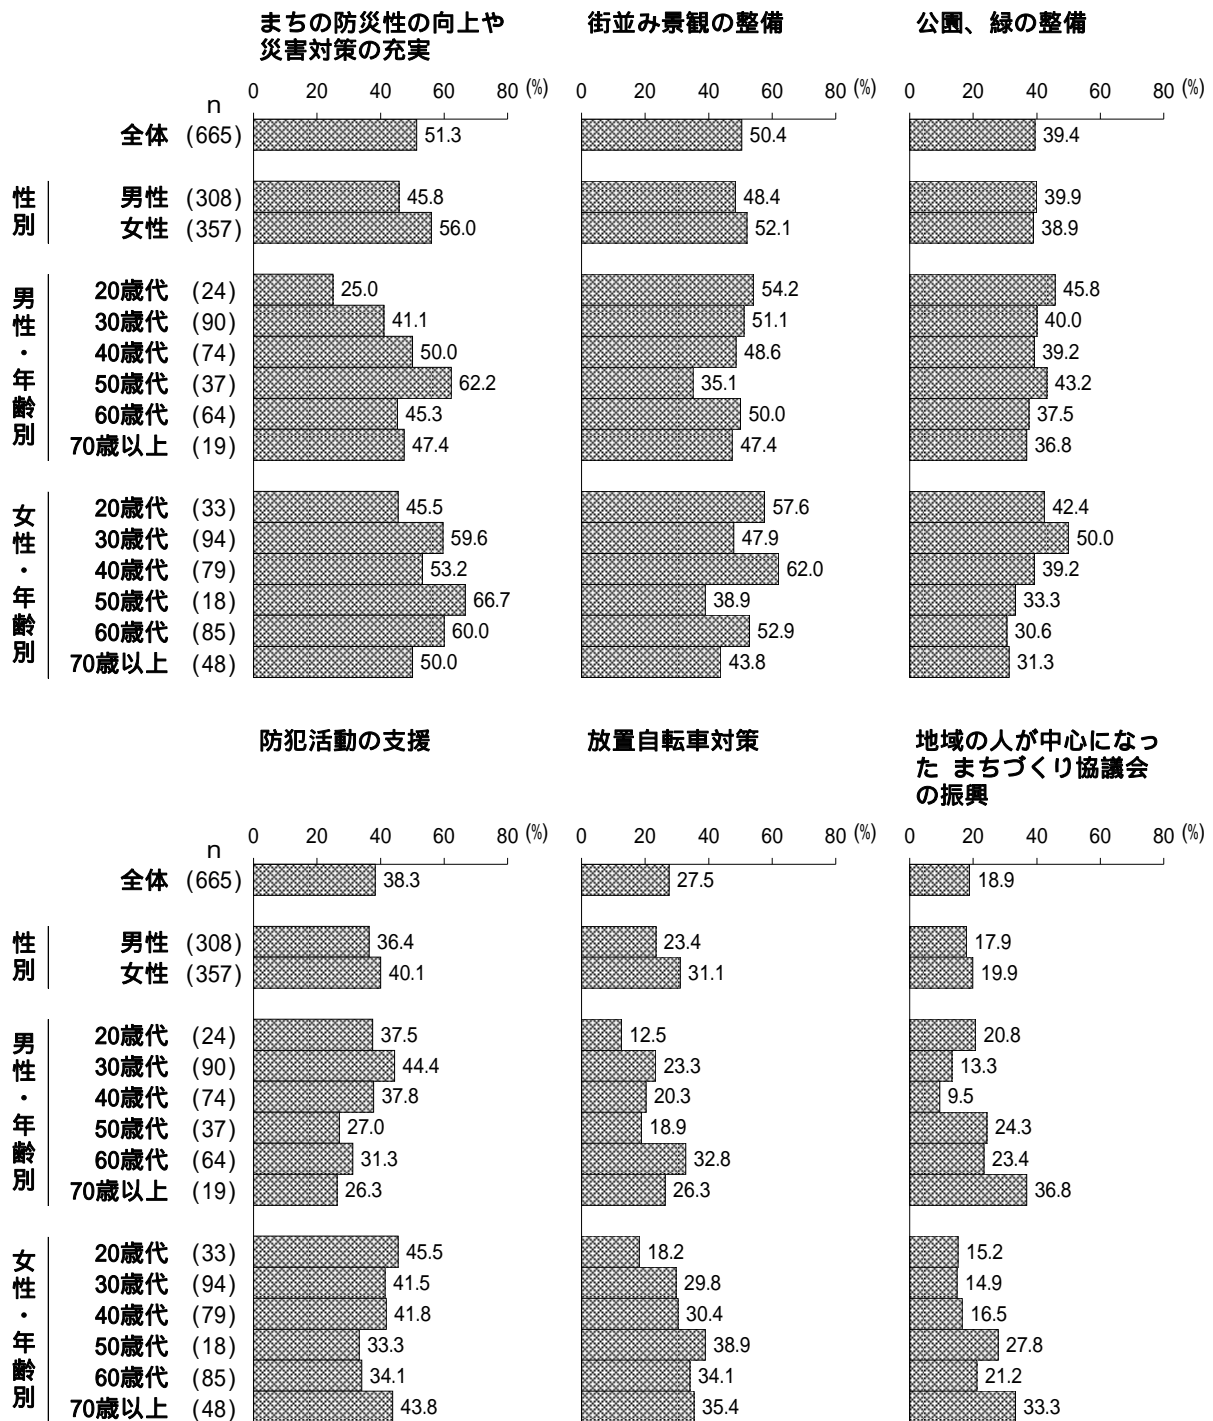 まちの防災性の向上や
災害対策の充実
街並み景観の整備
公園、緑の整備
0 20 40 60 80 (%) 0 20 40 60 80 (%) 0 20 40 60 80 (%)
n
全体 (665) 51.3 50.4 39.4
性別
男性 (308) 45.8 48.4 39.9
女性 (357) 56.0 52.1 38.9
男性・年齢別
20歳代 (24) 25.0 54.2 45.8
30歳代 (90) 41.1 51.1 40.0
40歳代 (74) 50.0 48.6 39.2
50歳代 (37) 62.2 35.1 43.2
60歳代 (64) 45.3 50.0 37.5
70歳以上 (19) 47.4 47.4 36.8
女性・年齢別
20歳代 (33) 45.5 57.6 42.4
30歳代 (94) 59.6 47.9 50.0
40歳代 (79) 53.2 62.0 39.2
50歳代 (18) 66.7 38.9 33.3
60歳代 (85) 60.0 52.9 30.6
70歳以上 (48) 50.0 43.8 31.3
防犯活動の支援
放置自転車対策
地域の人が中心になっ
た まちづくり協議会
の振興
0 20 40 60 80 (%) 0 20 40 60 80 (%) 0 20 40 60 80 (%)
n
全体 (665) 38.3 27.5 18.9
性別
男性 (308) 36.4 23.4 17.9
女性 (357) 40.1 31.1 19.9
男性・年齢別
20歳代 (24) 37.5 12.5 20.8
30歳代 (90) 44.4 23.3 13.3
40歳代 (74) 37.8 20.3 9.5
50歳代 (37) 27.0 18.9 24.3
60歳代 (64) 31.3 32.8 23.4
70歳以上 (19) 26.3 26.3 36.8
女性・年齢別
20歳代 (33) 45.5 18.2 15.2
30歳代 (94) 41.5 29.8 14.9
40歳代 (79) 41.8 30.4 16.5
50歳代 (18) 33.3 38.9 27.8
60歳代 (85) 34.1 34.1 21.2
70歳以上 (48) 43.8 35.4 33.3